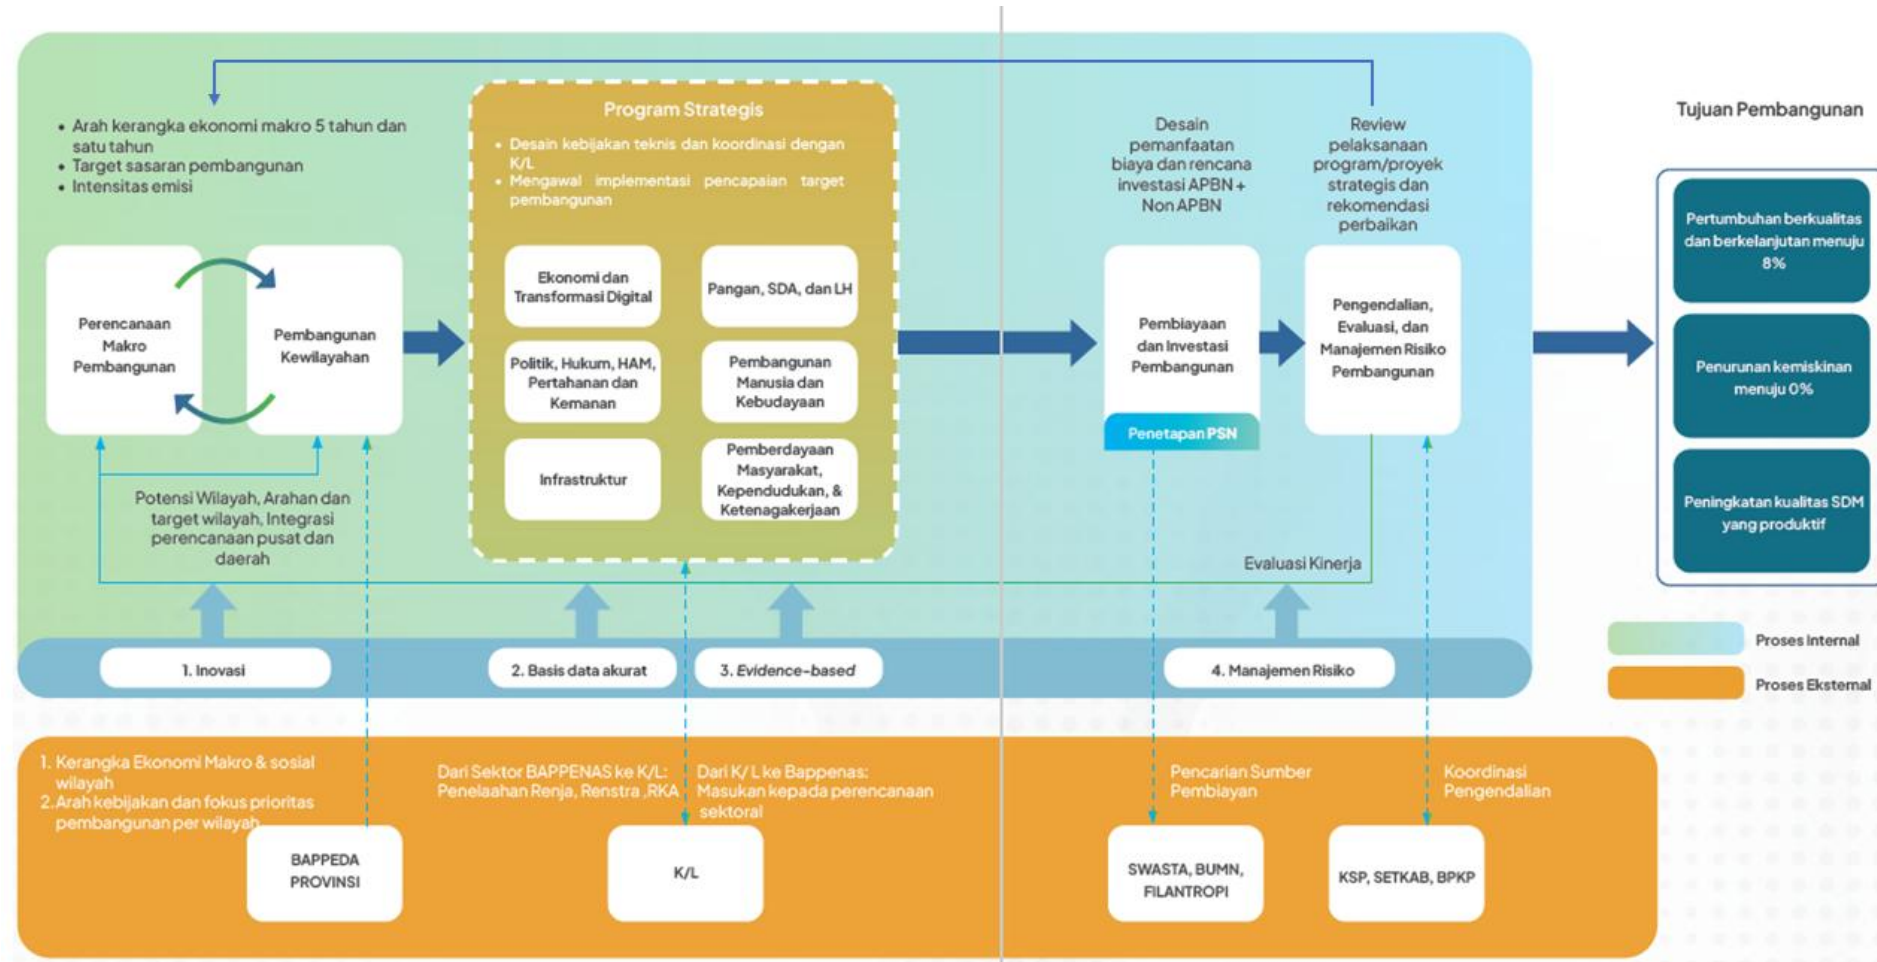 • Arah kerangka ekonomi makro 5 tahun dan
satu tahun
• Target sasaran pembangunan
• Intensitas emisi
Perencanaan
Makro
Pembangunan
Pembangunan
Kewilayahan
Potensi Wilayah, Arahan dan
target wilayah, Integrasi
perencanaan pusat dan
daerah
Program Strategis
• Desain kebijakan teknis dan koordinasi dengan
K/L
• Mengawal implementasi pencapaian target
pembangunan
Ekonomi dan
Transformasi Digital
Pangan, SDA, dan LH
Politik, Hukum, HAM,
Pertahanan dan
Kemanan
Pembangunan
Manusia dan
Kebudayaan
Infrastruktur
Pemberdayaan
Masyarakat,
Kependudukan, &
Ketenagakerjaan
Desain
pemanfaatan
biaya dan rencana
investasi APBN +
Non APBN
Pembiayaan
dan Investasi
Pembangunan
Penetapan PSN
Review
pelaksanaan
program/proyek
strategis dan
rekomendasi
perbaikan
Pengendalian,
Evaluasi, dan
Manajemen Risiko
Pembangunan
Evaluasi Kinerja
Tujuan Pembangunan
Pertumbuhan berkualitas
dan berkelanjutan menuju
8%
Penurunan kemiskinan
menuju 0%
Peningkatan kualitas SDM
yang produktif
Proses Internal
Proses Eksternal
1. Inovasi
2. Basis data akurat
3. Evidence-based
4. Manajemen Risiko
1. Kerangka Ekonomi Makro & sosial
wilayah
2. Arah kebijakan dan fokus prioritas
pembangunan per wilayah
BAPPEDA
PROVINSI
Dari Sektor BAPPENAS ke K/L:
Penelaahan Renja, Renstra ,RKA
Dari K/ L ke Bappenas:
Masukan kepada perencanaan
sektoral
K/L
Pencarian Sumber
Pembiayan
SWASTA, BUMN,
FILANTROPI
Koordinasi
Pengendalian
KSP, SETKAB, BPKP